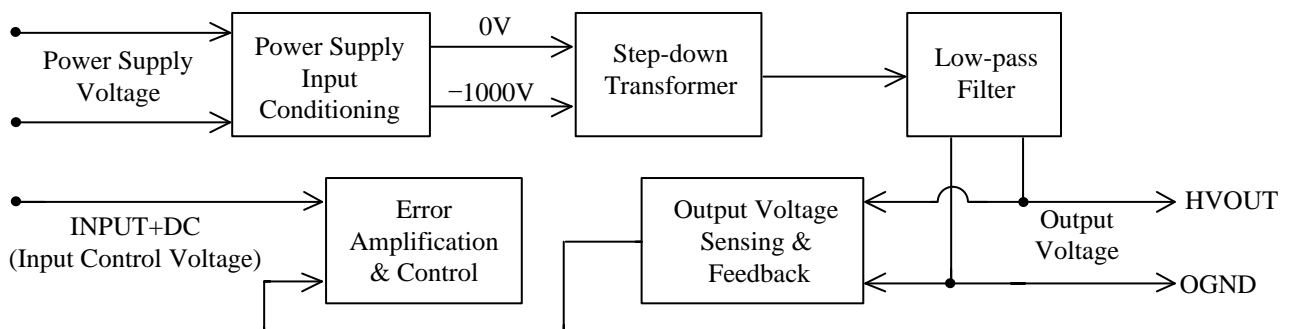 Power Supply
Voltage
Power Supply
Input
Conditioning
0V
−1000V
Step-down
Transformer
Low-pass
Filter
INPUT+DC
(Input Control Voltage)
Error
Amplification
& Control
Output Voltage
Sensing &
Feedback
Output
Voltage
HVOUT
OGND